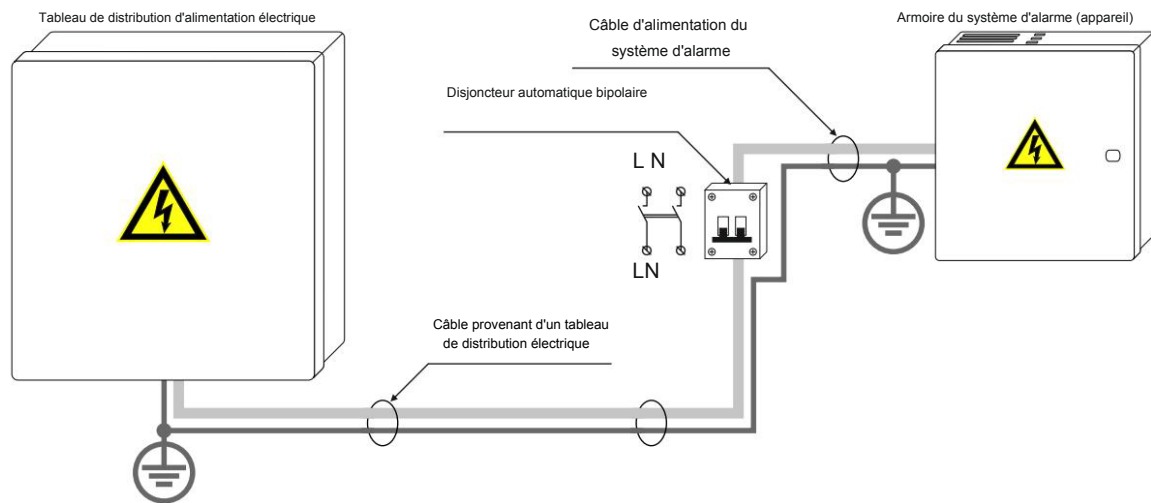 Tableau de distribution d'alimentation électrique
Câble d'alimentation du
système d'alarme
Armoire du système d'alarme (appareil)
Disjoncteur automatique bipolaire
L N
LN
Câble provenant d'un tableau
de distribution électrique